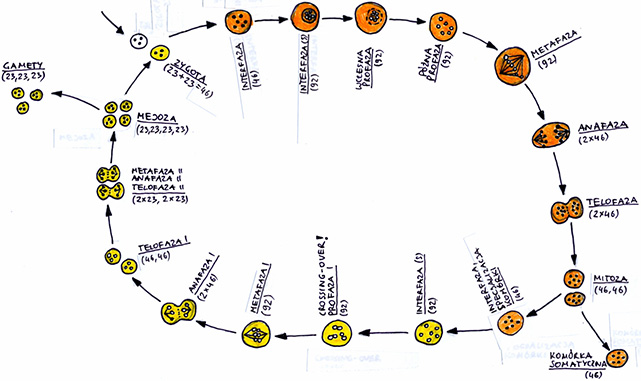 GAMETY
(23,23,23)
ZYGOTA
(23+23=46)
INTERFAZA
(46)
INTERFAZA (S)
(92)
WCZESNA
PROFAZA
(92)
PÓŹNA
PROFAZA
(92)
METAFAZA
(92)
ANAFAZA
(2×46)
TELOFAZA
(2×46)
MITOZA
(46,46)
KOMÓRKA
SOMATYCZNA
(46)
INTERFAZA I
SPECJALIZACJA
KOMÓRKI
(46)
INTERFAZA (S)
(92)
CROSSING-OVER!
PROFAZA I
(92)
METAFAZA I
(92)
ANAFAZA I
(2×46)
TELOFAZA I
(46,46)
METAFAZA II
ANAFAZA II
TELOFAZA II
(2×23, 2×23)
MEJOZA
(23,23,23,23)